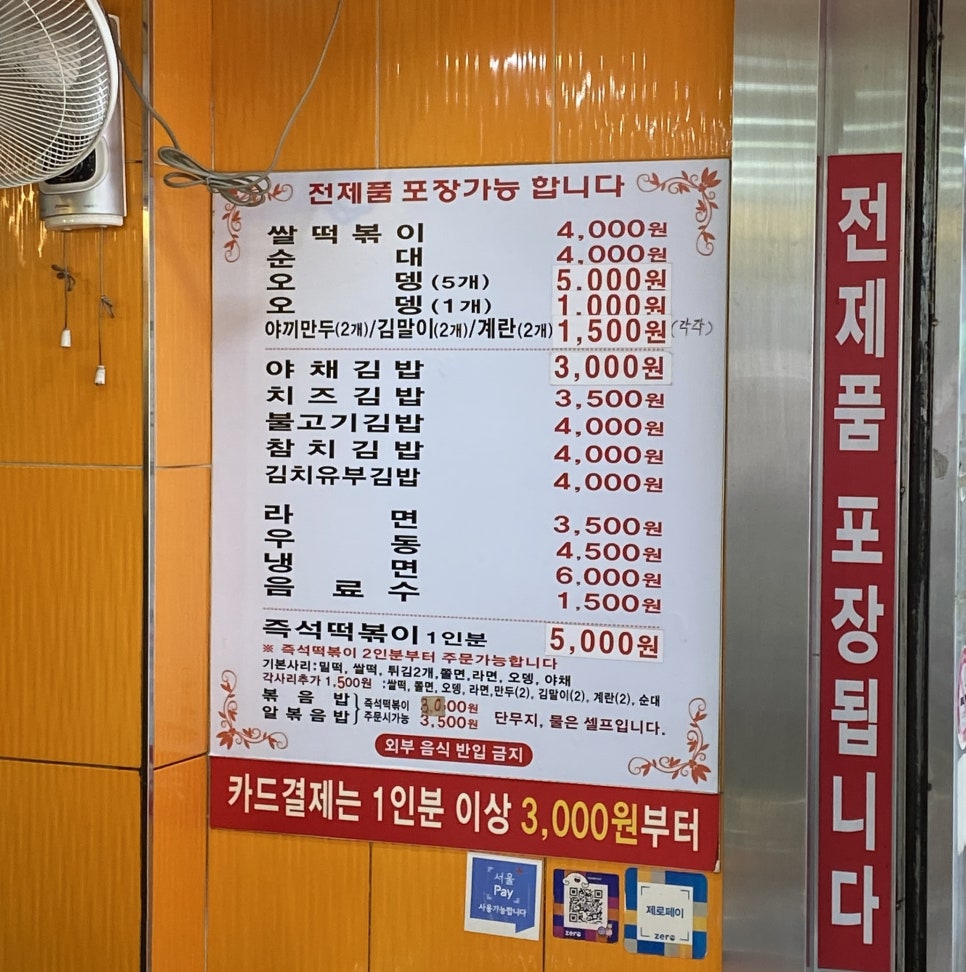 전제품 포장가능 합니다
쌀떡볶이 4,000원
순대 4,000원
오뎅(5개) 5.000원
오뎅(1개) 1.000원
야끼만두(2개)/김말이(2개)/계란(2개) 1,500원 (각각)
야채김밥 3,000원
치즈김밥 3,500원
불고기김밥 4,000원
참치김밥 4,000원
김치유부김밥 4,000원
라면 3,500원
우동 4,500원
냉면 6,000원
음료수 1,500원
즉석떡볶이 1인분 5,000원
※ 즉석떡볶이 2인분부터 주문가능합니다
기본사리:밀떡, 쌀떡, 튀김2개,쫄면,라면, 오뎅, 야채
각사리추가 1,500원 :쌀떡, 쫄면, 오뎅, 라면,만두(2), 김말이(2), 계란(2), 순대
볶음밥 즉석떡볶이 3,000원
알볶음밥 주문시가능 3.500원 단무지, 물은 셀프입니다.
외부 음식 반입 금지
카드결제는 1인분 이상 3,000원부터
서울
Pay
사용가능합니다
zero
제로페이
zero
전제품 포장됩니다